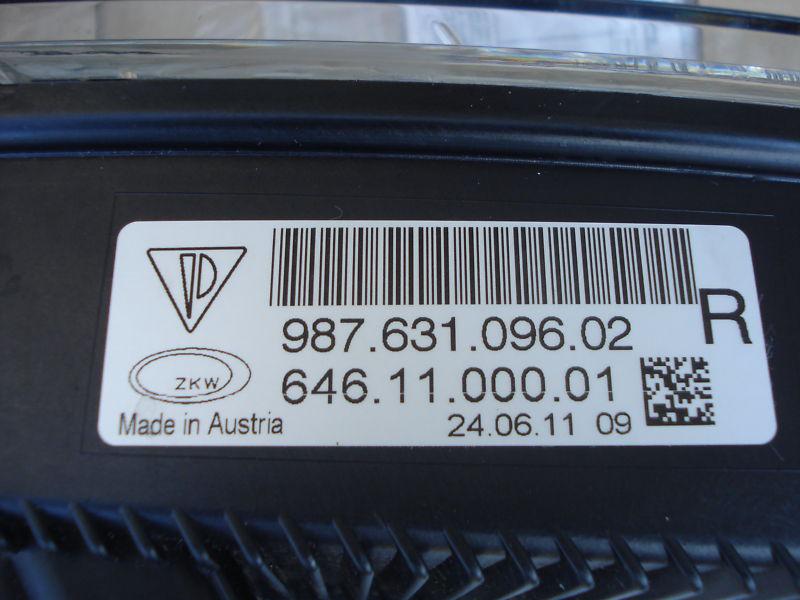 987.631.096.02
R
ZKW
646.11.000.01
Made in Austria
24.06.11 09